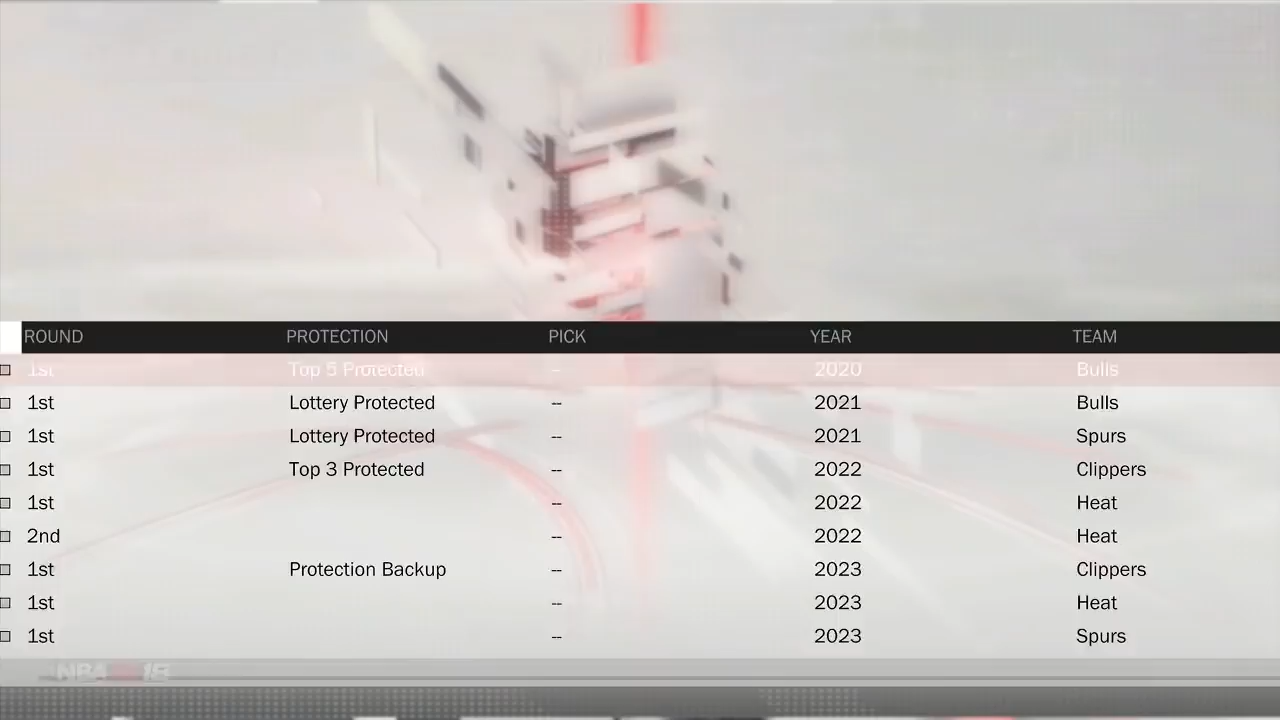 ROUND PROTECTION PICK YEAR TEAM
1st Top 5 Protected -- 2020 Bulls
1st Lottery Protected -- 2021 Bulls
1st Lottery Protected -- 2021 Spurs
1st Top 3 Protected -- 2022 Clippers
1st -- 2022 Heat
2nd -- 2022 Heat
1st Protection Backup -- 2023 Clippers
1st -- 2023 Heat
1st -- 2023 Spurs
NBA 18